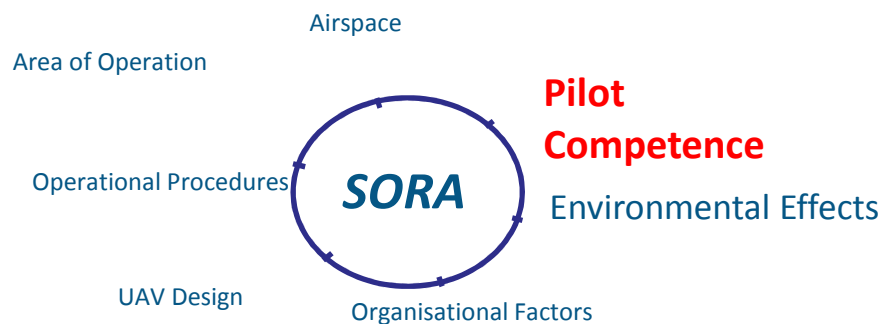 Airspace
Area of Operation
Pilot
Competence
Operational Procedures
SORA
Environmental Effects
UAV Design
Organisational Factors